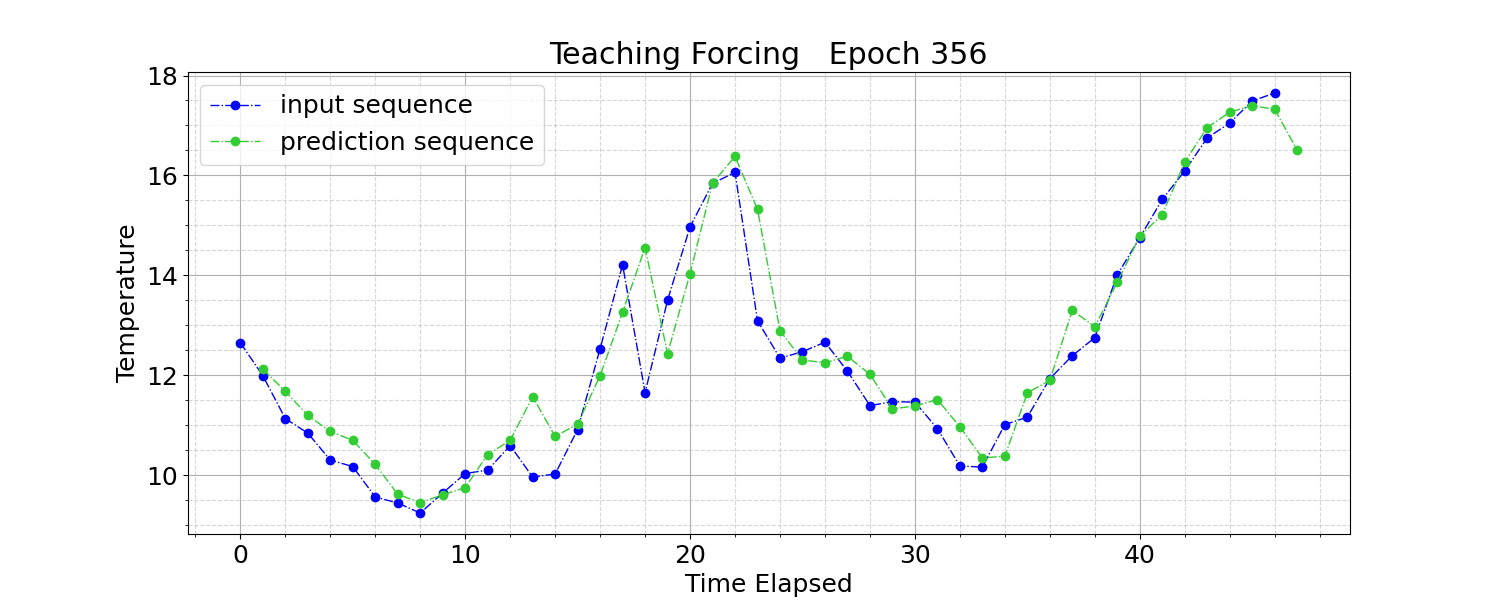 Teaching Forcing   Epoch 356
input sequence
prediction sequence
18
16
14
12
10
Temperature
0 10 20 30 40
Time Elapsed